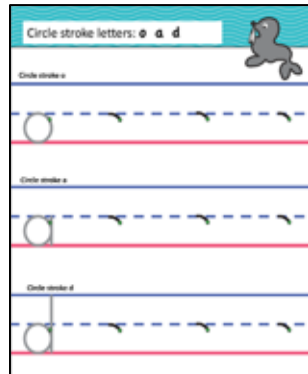 Circle stroke letters: o a d
Circle stroke o
o
Circle stroke a
a
Circle stroke d
d